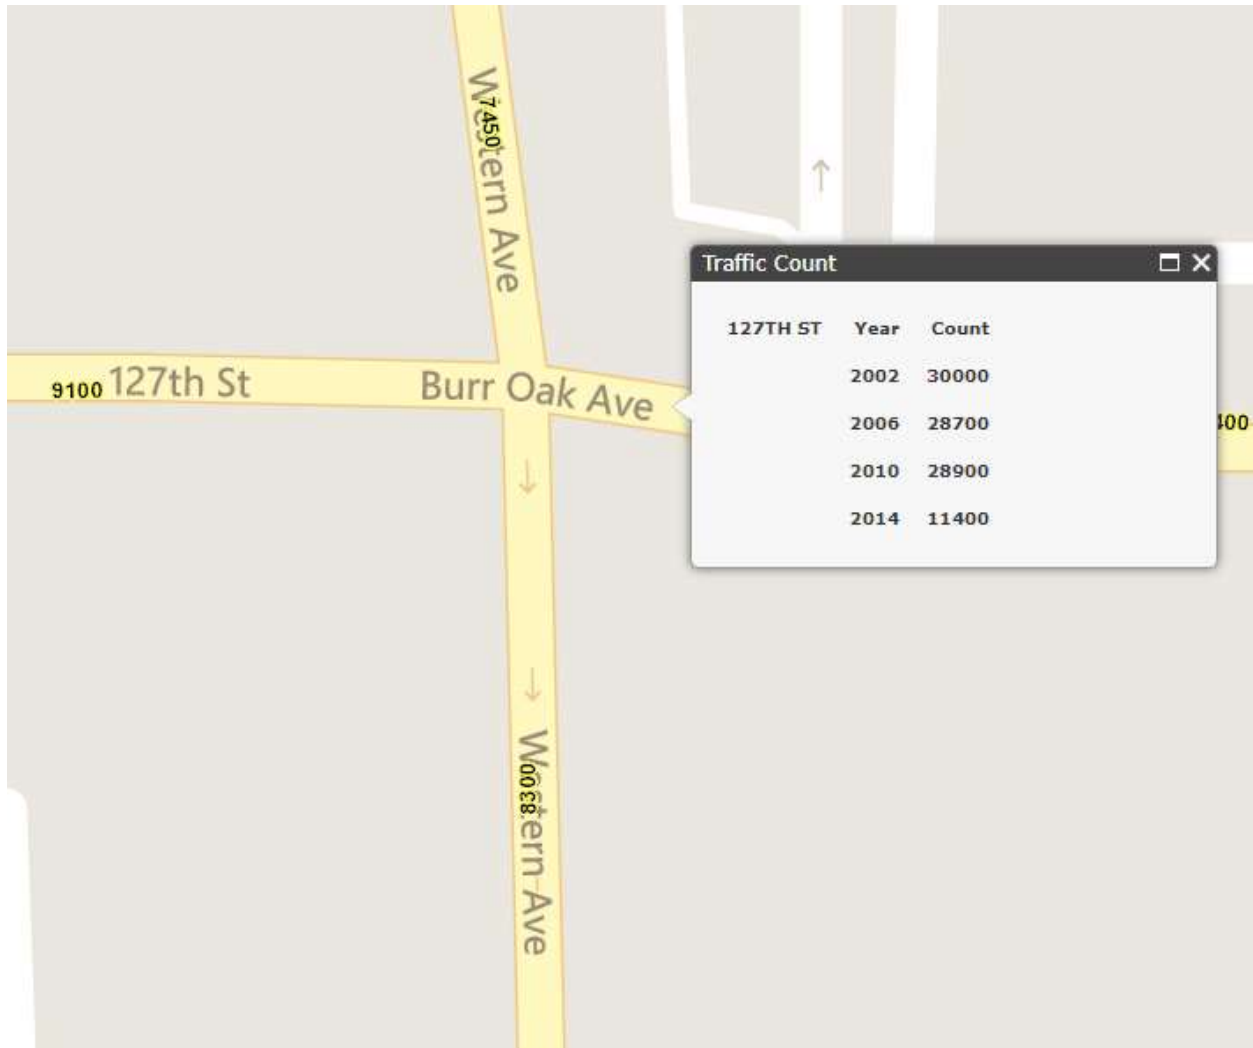 Western Ave
7450
Traffic Count
127TH ST Year Count
2002 30000
2006 28700
2010 28900
2014 11400
9100 127th St
Burr Oak Ave
400
8300
Western Ave